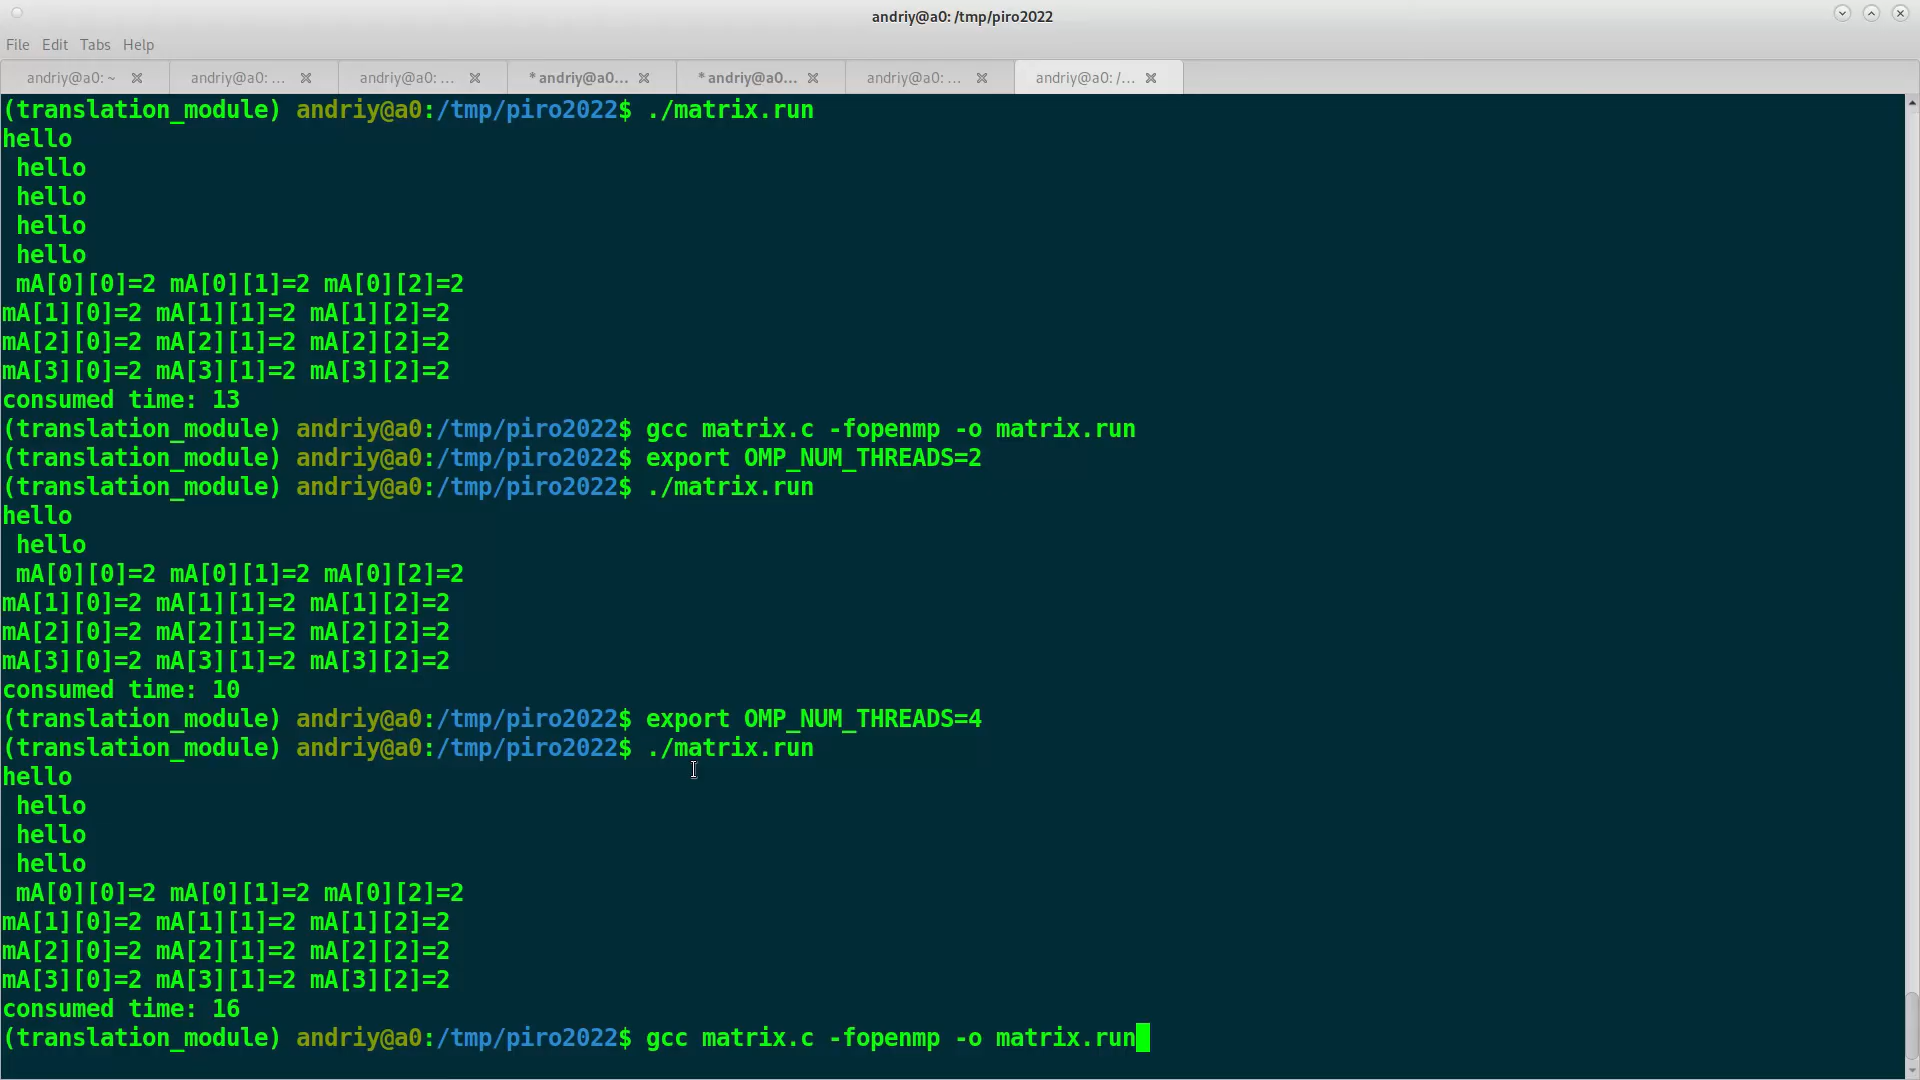 andriy@a0: /tmp/piro2022
File Edit Tabs Help
andriy@a0: ~ andriy@a0: ... andriy@a0: ... * andriy@a0... * andriy@a0... andriy@a0: ... andriy@a0: /...
(translation_module) andriy@a0:/tmp/piro2022$ ./matrix.run
hello
 hello
 hello
 hello
 hello
 mA[0][0]=2 mA[0][1]=2 mA[0][2]=2
mA[1][0]=2 mA[1][1]=2 mA[1][2]=2
mA[2][0]=2 mA[2][1]=2 mA[2][2]=2
mA[3][0]=2 mA[3][1]=2 mA[3][2]=2
consumed time: 13
(translation_module) andriy@a0:/tmp/piro2022$ gcc matrix.c -fopenmp -o matrix.run
(translation_module) andriy@a0:/tmp/piro2022$ export OMP_NUM_THREADS=2
(translation_module) andriy@a0:/tmp/piro2022$ ./matrix.run
hello
 hello
 mA[0][0]=2 mA[0][1]=2 mA[0][2]=2
mA[1][0]=2 mA[1][1]=2 mA[1][2]=2
mA[2][0]=2 mA[2][1]=2 mA[2][2]=2
mA[3][0]=2 mA[3][1]=2 mA[3][2]=2
consumed time: 10
(translation_module) andriy@a0:/tmp/piro2022$ export OMP_NUM_THREADS=4
(translation_module) andriy@a0:/tmp/piro2022$ ./matrix.run
hello
 hello
 hello
 hello
 mA[0][0]=2 mA[0][1]=2 mA[0][2]=2
mA[1][0]=2 mA[1][1]=2 mA[1][2]=2
mA[2][0]=2 mA[2][1]=2 mA[2][2]=2
mA[3][0]=2 mA[3][1]=2 mA[3][2]=2
consumed time: 16
(translation_module) andriy@a0:/tmp/piro2022$ gcc matrix.c -fopenmp -o matrix.run